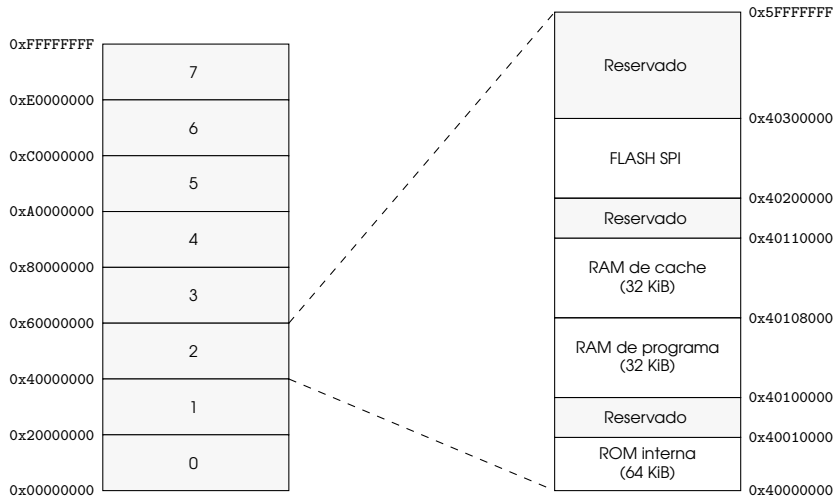 0xFFFFFFFF
7
0xE0000000
6
0xC0000000
5
0xA0000000
4
0x80000000
3
0x60000000
2
0x40000000
1
0x20000000
0
0x00000000
0x5FFFFFFF
Reservado
0x40300000
FLASH SPI
0x40200000
Reservado
0x40110000
RAM de cache
(32 KiB)
0x40108000
RAM de programa
(32 KiB)
0x40100000
Reservado
0x40010000
ROM interna
(64 KiB)
0x40000000